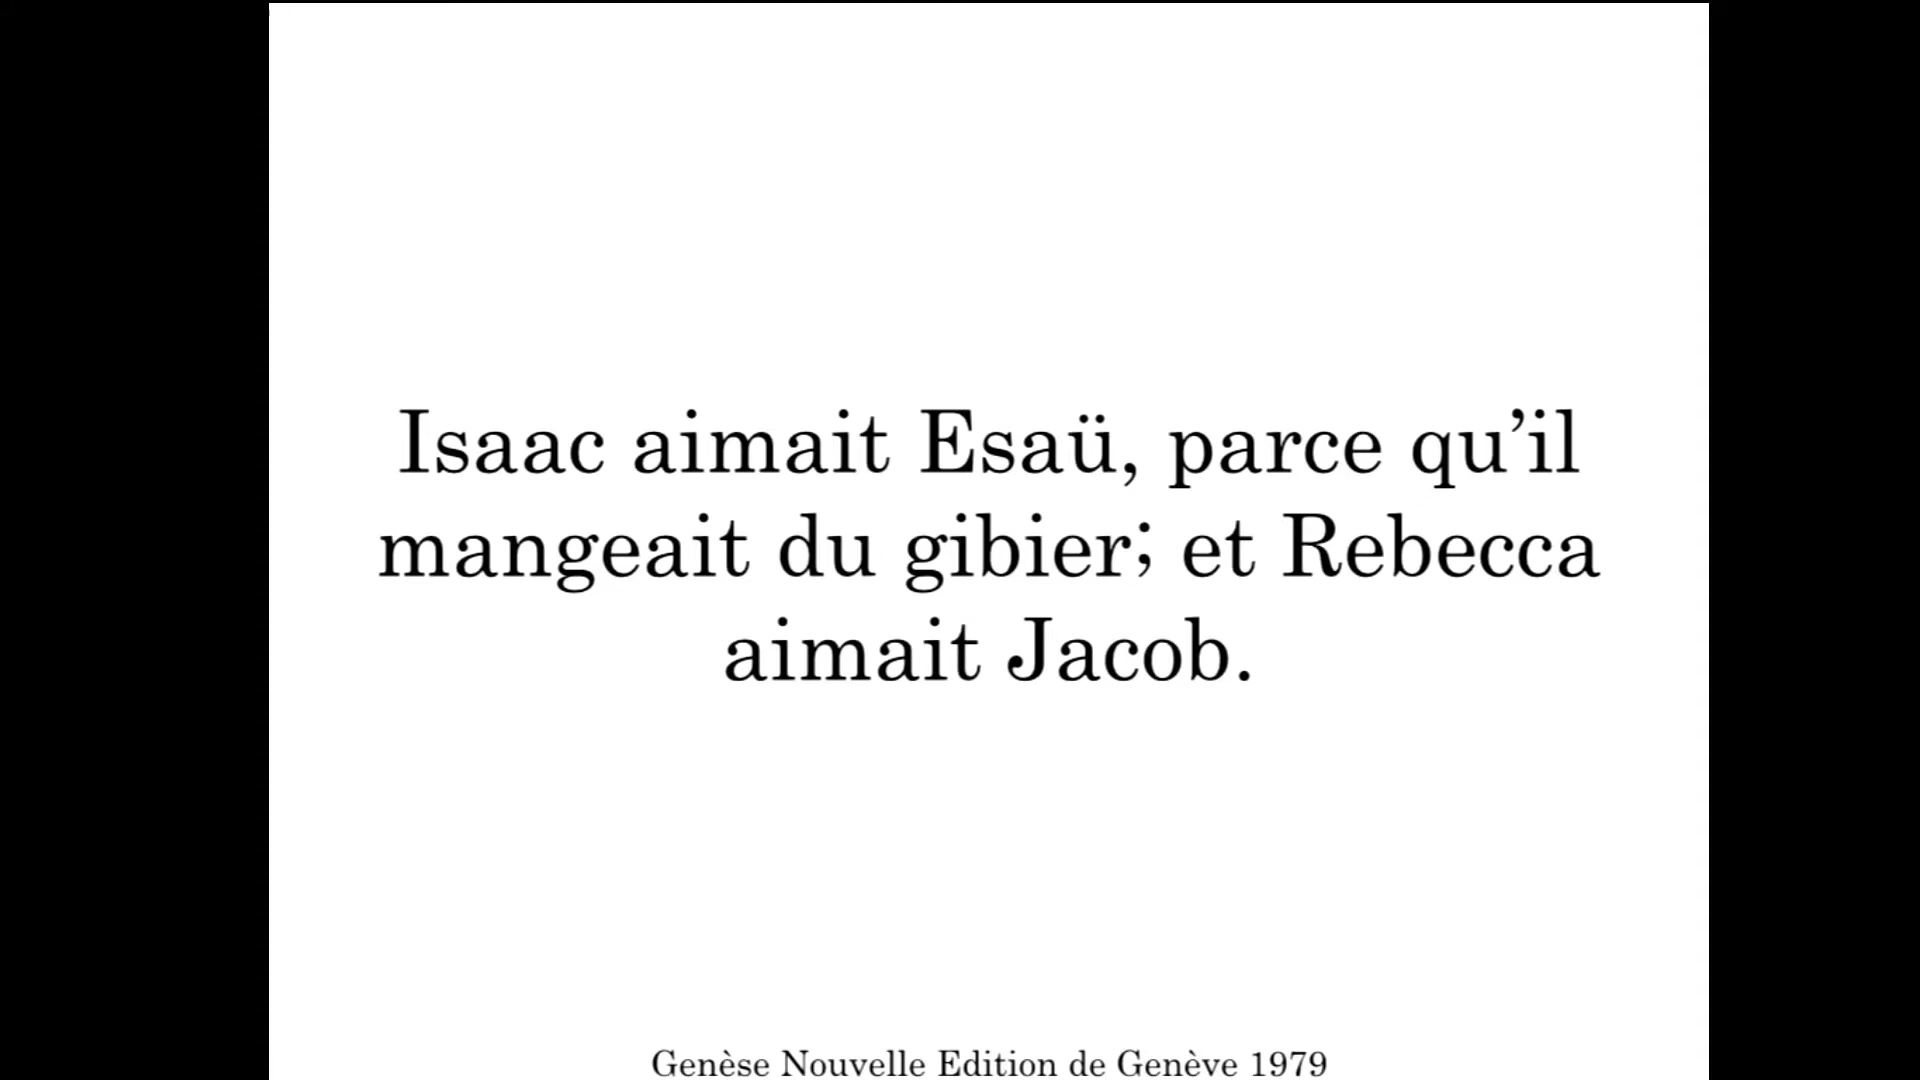 Isaac aimait Esaü, parce qu’il
mangeait du gibier; et Rebecca
aimait Jacob.
Genèse Nouvelle Edition de Genève 1979